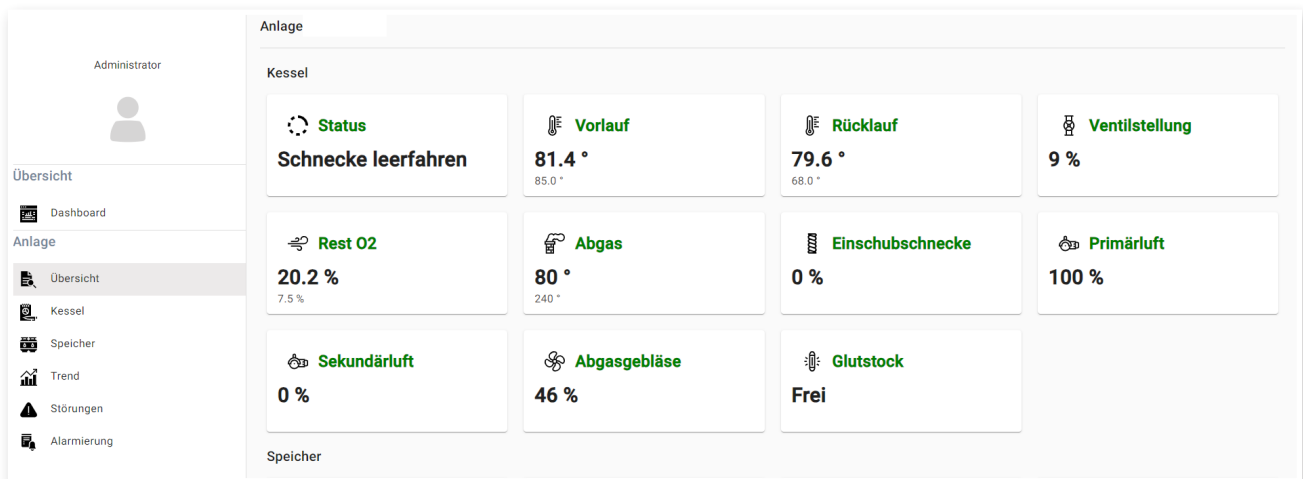 Administrator
Übersicht
Dashboard
Anlage
Übersicht
Kessel
Speicher
Trend
Störungen
Alarmierung
Anlage
Kessel
Status
Schnecke leerfahren
Vorlauf
81.4 °
85.0 °
Rücklauf
79.6 °
68.0 °
Ventilstellung
9 %
Rest O2
20.2 %
7.5 %
Abgas
80 °
240 °
Einschubschnecke
0 %
Primärluft
100 %
Sekundärluft
0 %
Abgasgebläse
46 %
Glutstock
Frei
Speicher